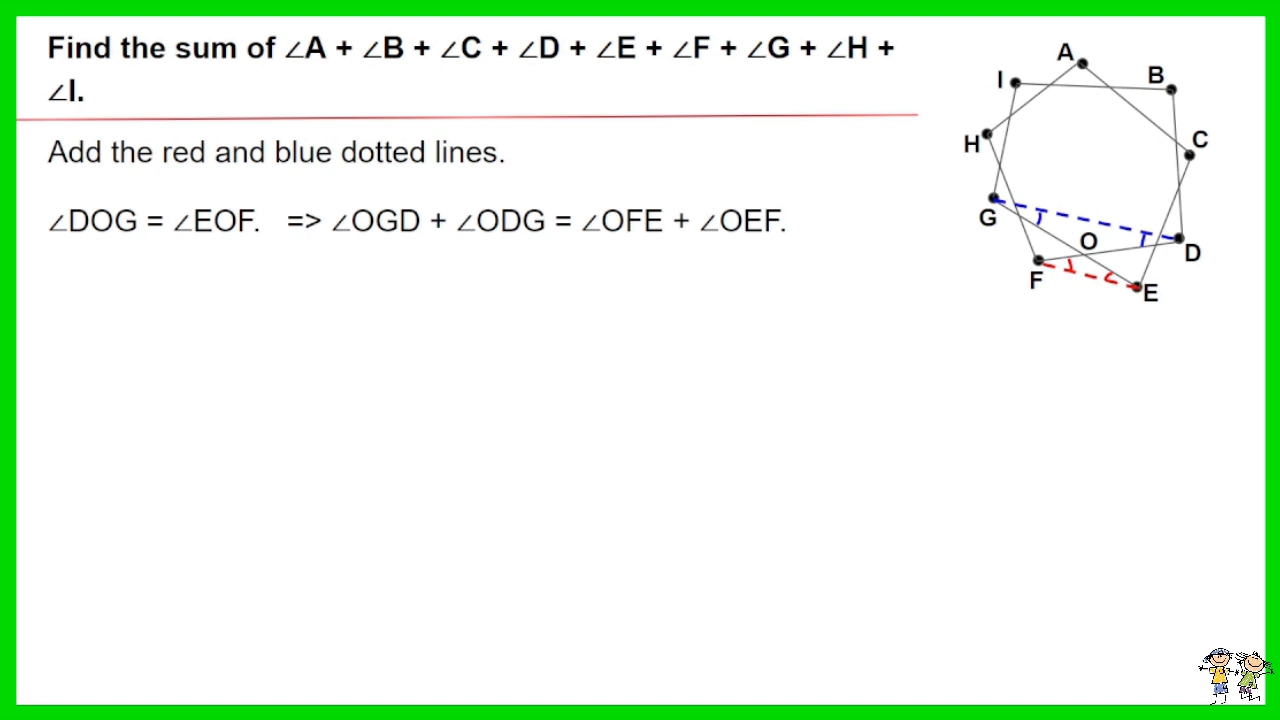 Find the sum of ∠A + ∠B + ∠C + ∠D + ∠E + ∠F + ∠G + ∠H +
∠I.
Add the red and blue dotted lines.
∠DOG = ∠EOF. => ∠OGD + ∠ODG = ∠OFE + ∠OEF.
A
B
I
C
H
G
O
D
F
E